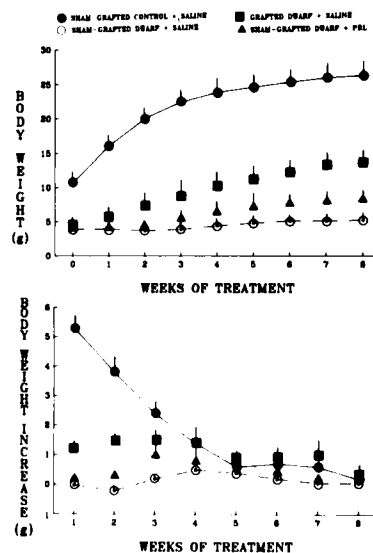 SHAM GRAFTED CONTROL + SALINE
GRAFTED DWARF + SALINE
SHAM-GRAFTED DWARF + SALINE
SHAM-GRAFTED DWARF + PRL
BODY WEIGHT (g)
30
25
20
15
10
5
0
0 1 2 3 4 5 6 7 8
WEEKS OF TREATMENT
BODY WEIGHT INCREASE (g)
6
5
4
3
2
1
0
1
1 2 3 4 5 6 7 8
WEEKS OF TREATMENT